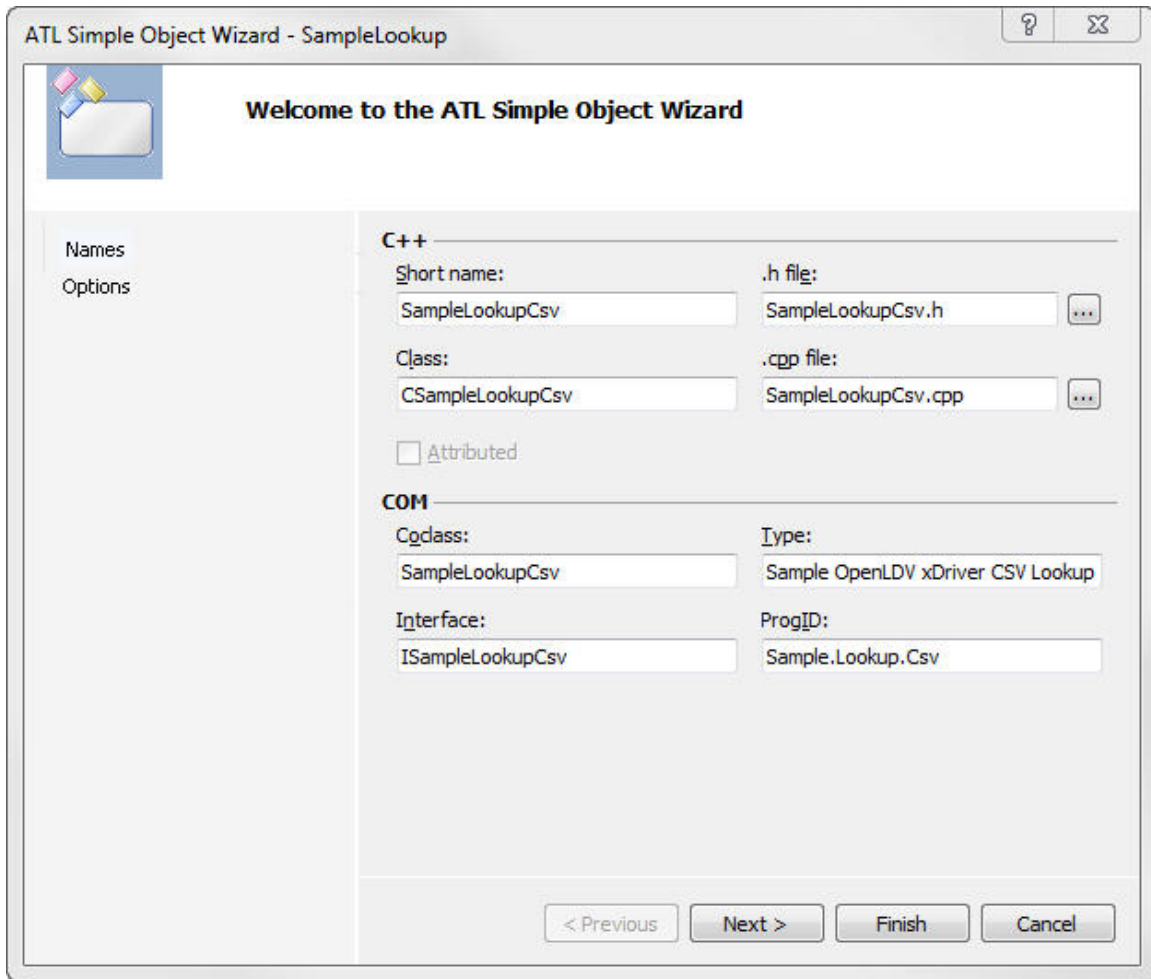 ATL Simple Object Wizard - SampleLookup
Welcome to the ATL Simple Object Wizard
Names
Options
C++
Short name:
.h file:
SampleLookupCsv
SampleLookupCsv.h
...
Class:
.cpp file:
CSampleLookupCsv
SampleLookupCsv.cpp
...
Attributed
COM
Coclass:
Type:
SampleLookupCsv
Sample OpenLDV xDriver CSV Lookup
Interface:
ProgID:
ISampleLookupCsv
Sample.Lookup.Csv
< Previous
Next >
Finish
Cancel